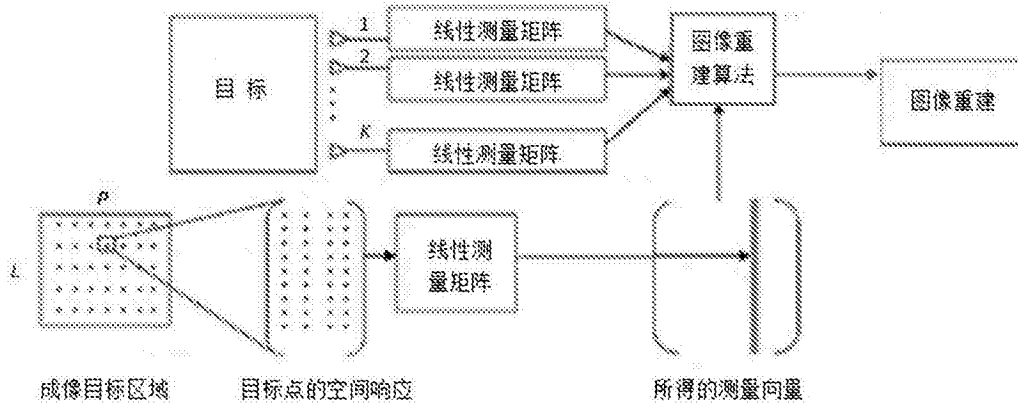 1
线性测量矩阵
2
线性测量矩阵
K
线性测量矩阵
目 标
图像重
建算法
图像重建
P
L
线性测
量矩阵
成像目标区域
目标点的空间响应
所得的测量向量